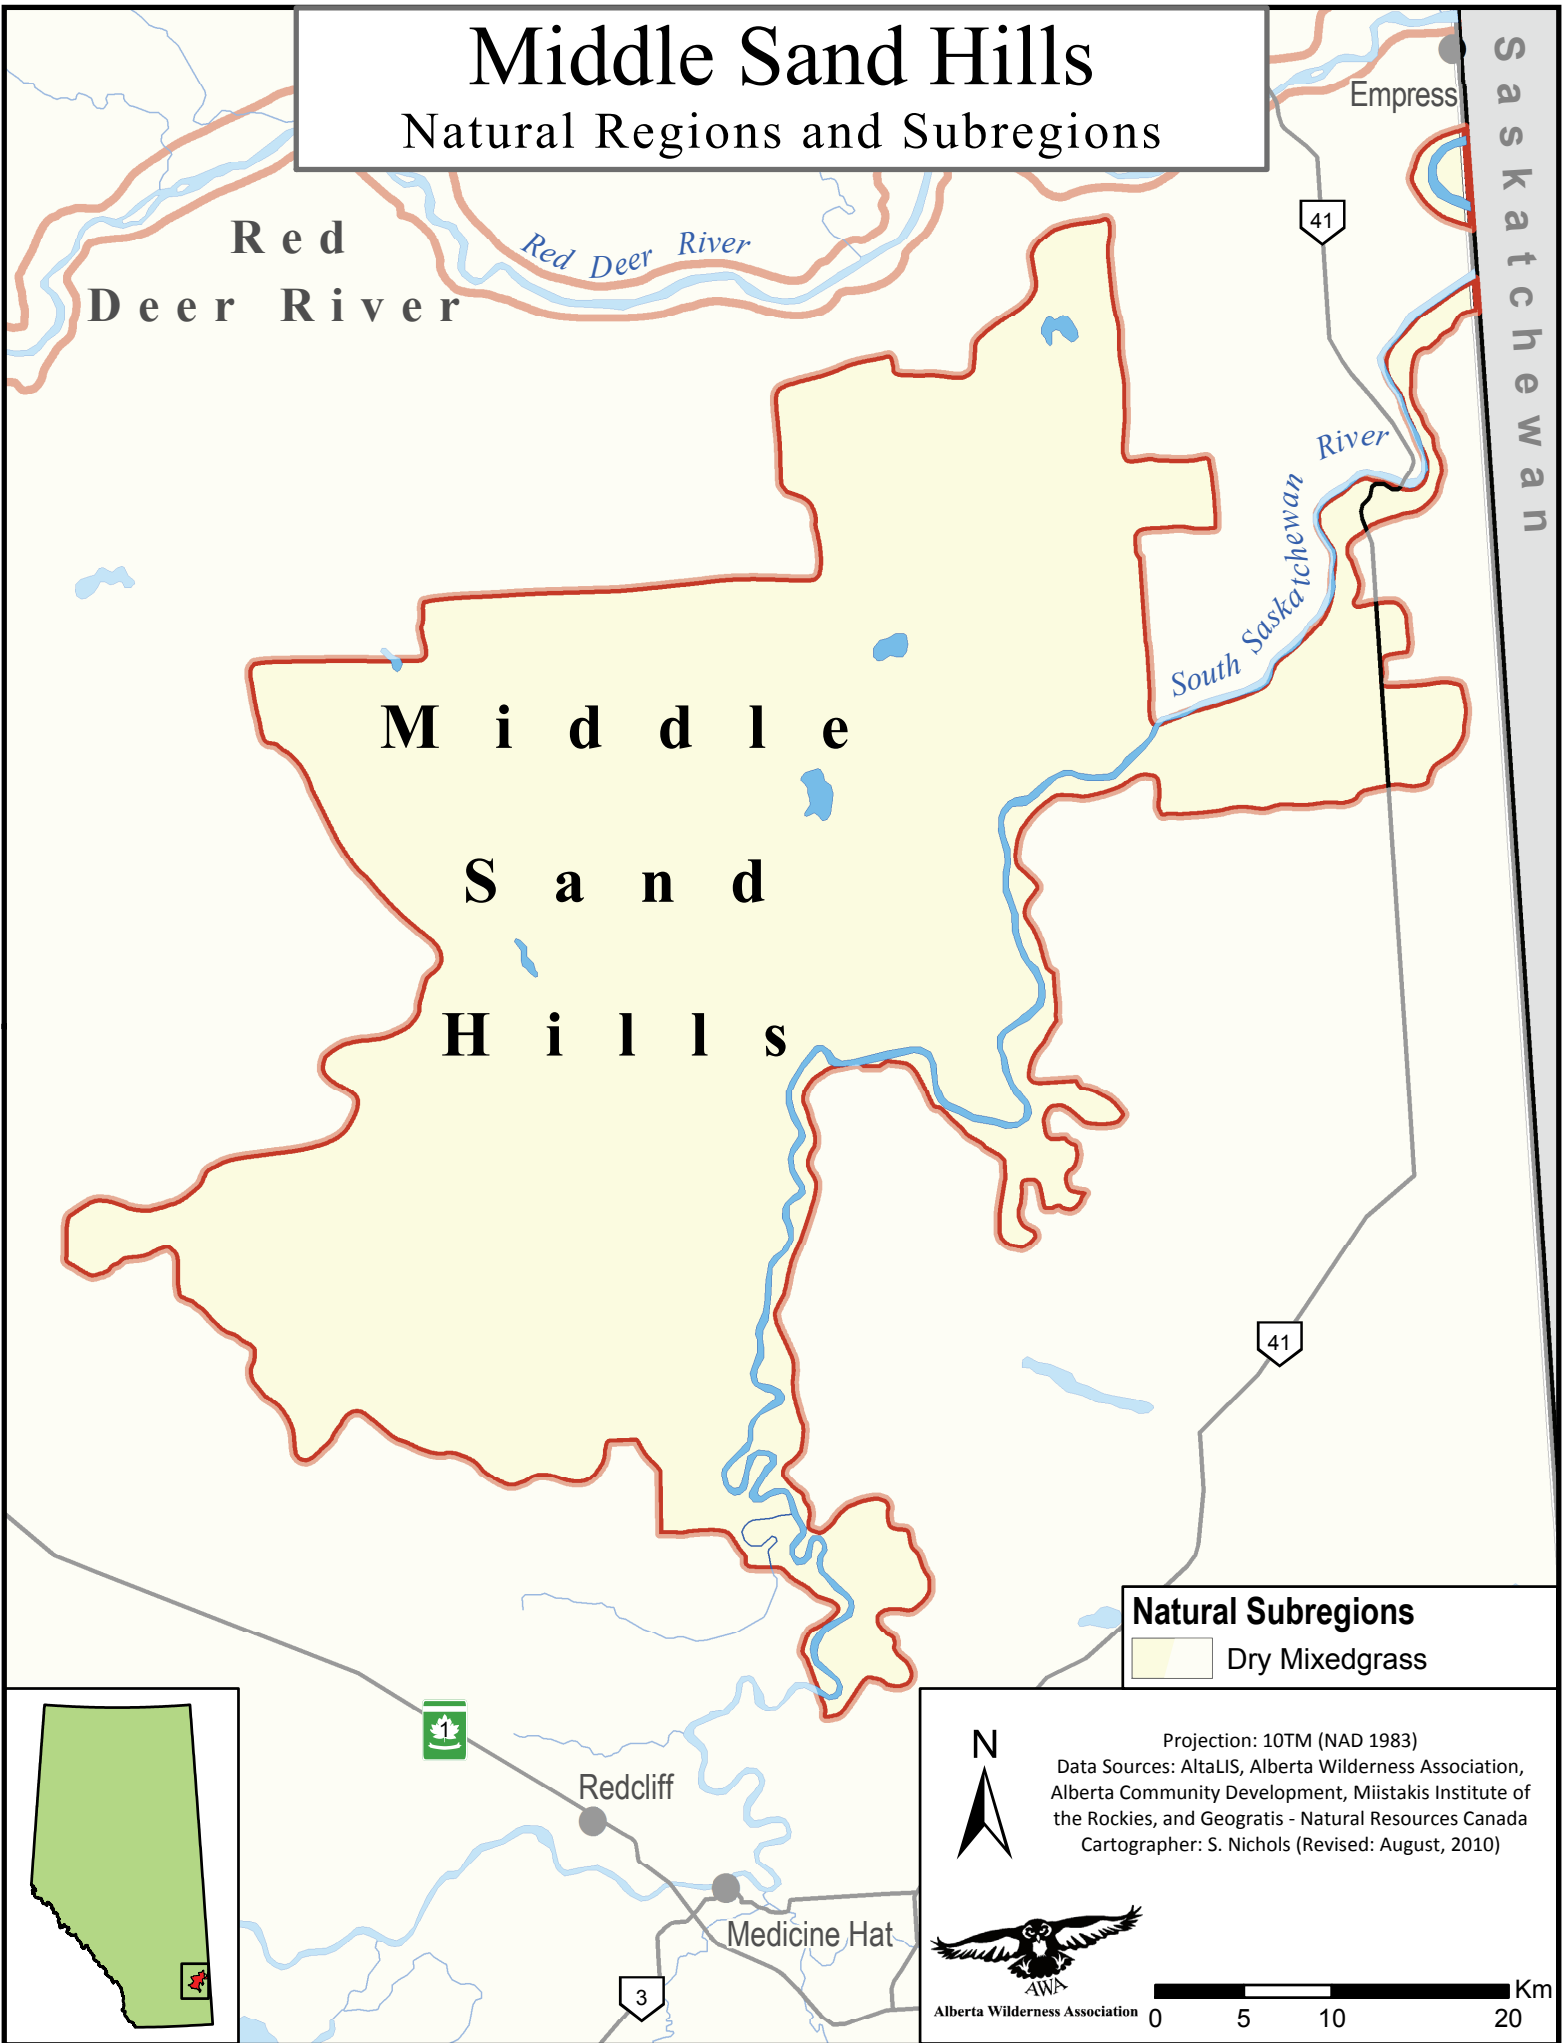 Middle Sand Hills
Natural Regions and Subregions
Empress
Saskatchewan
41
Red
Deer River
Red Deer River
South Saskatchewan River
Middle
Sand
Hills
41
Natural Subregions
Dry Mixedgrass
1
Redcliff
Medicine Hat
3
N
Projection: 10TM (NAD 1983)
Data Sources: AltaLIS, Alberta Wilderness Association,
Alberta Community Development, Miistakis Institute of
the Rockies, and Geogratis - Natural Resources Canada
Cartographer: S. Nichols (Revised: August, 2010)
AWA
Alberta Wilderness Association
Km
0 5 10 20